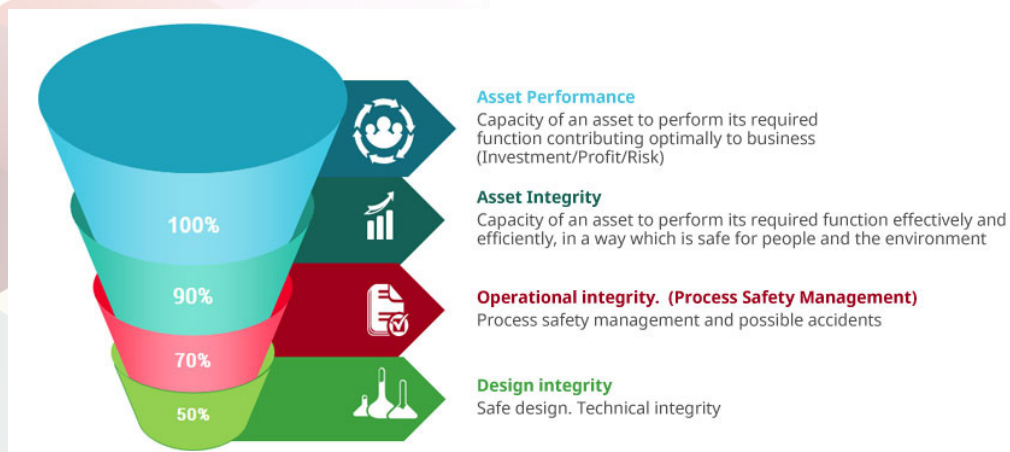 Asset Performance
Capacity of an asset to perform its required
function contributing optimally to business
(Investment/Profit/Risk)
100%
Asset Integrity
Capacity of an asset to perform its required function effectively and
efficiently, in a way which is safe for people and the environment
90%
Operational integrity. (Process Safety Management)
Process safety management and possible accidents
70%
Design integrity
Safe design. Technical integrity
50%